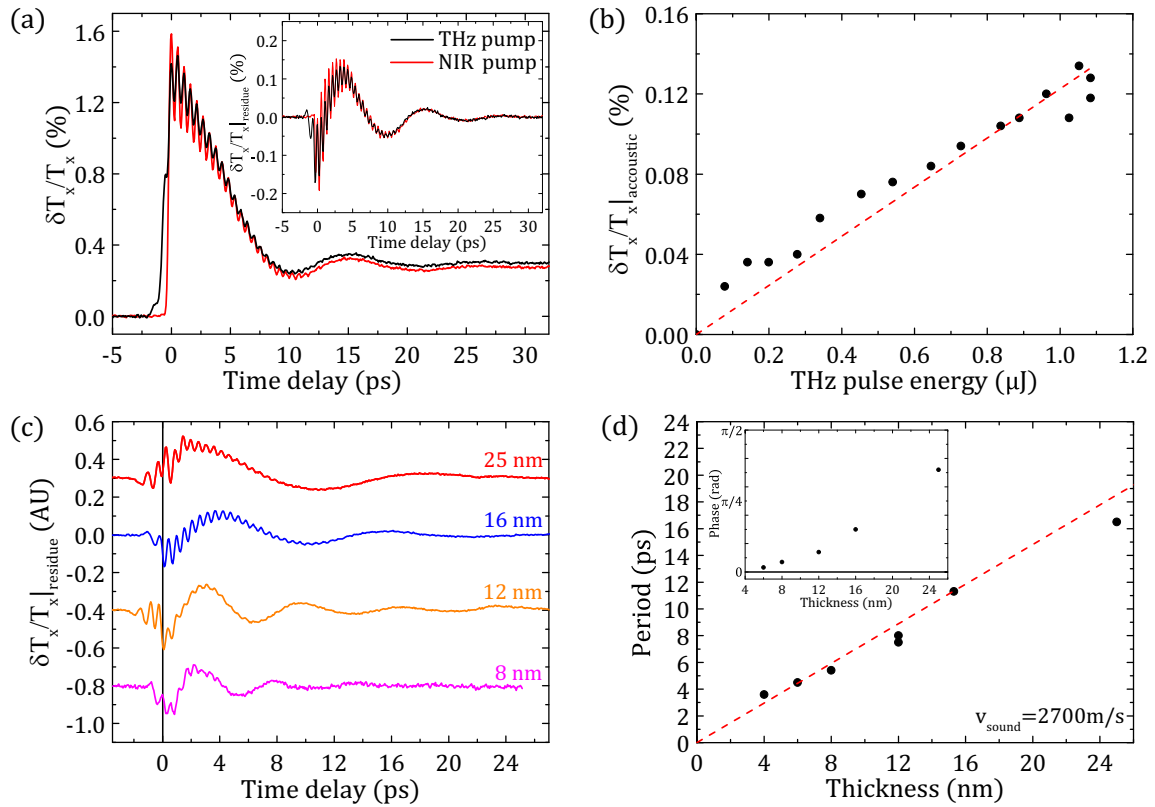 (a)
δTx/Tx (%)
1.6
1.2
0.8
0.4
0.0
-5 0 5 10 15 20 25 30
Time delay (ps)
THz pump
NIR pump
δTx/Tx|residue (%)
0.2
0.1
0.0
-0.1
-0.2
-5 0 5 10 15 20 25 30
Time delay (ps)
(b)
δTx/Tx|accoustic (%)
0.12
0.08
0.04
0.00
0.0 0.2 0.4 0.6 0.8 1.0 1.2
THz pulse energy (μJ)
(c)
δTx/Tx|residue (AU)
0.6
0.4
0.2
0.0
-0.2
-0.4
-0.6
-0.8
-1.0
25 nm
16 nm
12 nm
8 nm
-4 0 4 8 12 16 20 24
Time delay (ps)
(d)
Period (ps)
24
22
20
18
16
14
12
10
8
6
4
2
0
0 4 8 12 16 20 24
Thickness (nm)
Phase (rad)
π/2
π/4
0
4 8 12 16 20 24
Thickness (nm)
vsound=2700m/s